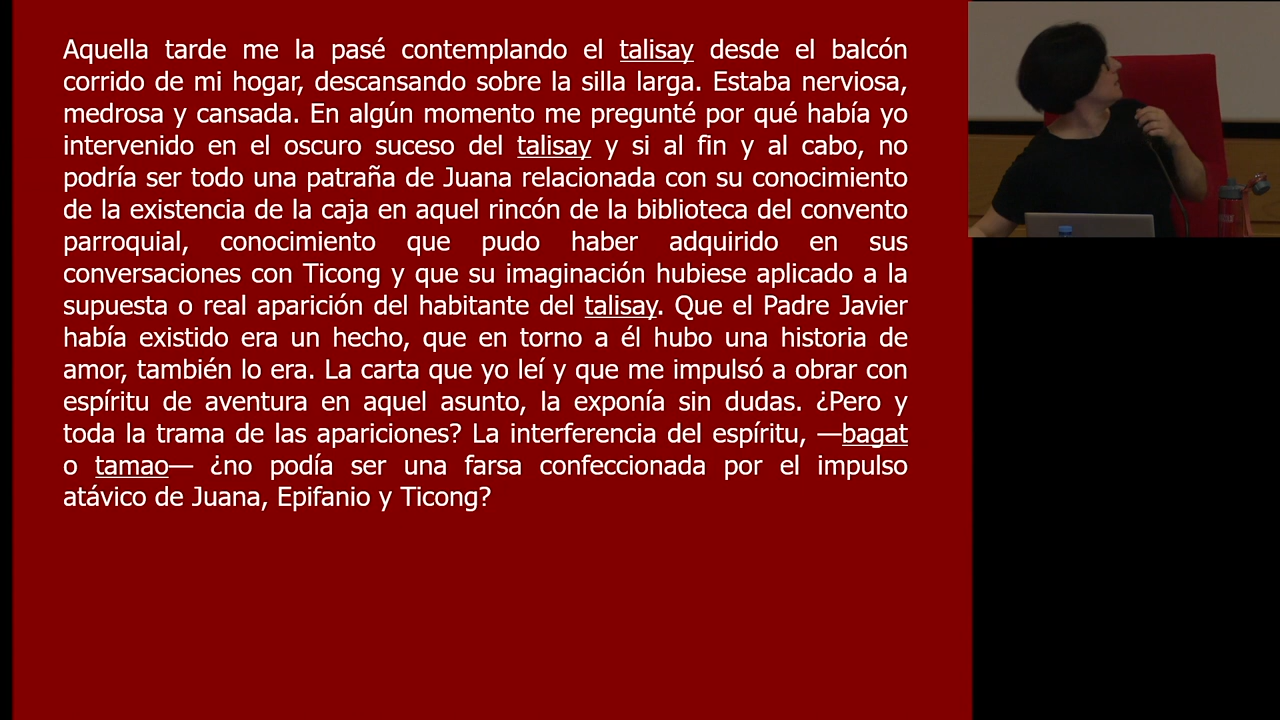 Aquella tarde me la pasé contemplando el talisay desde el balcón
corrido de mi hogar, descansando sobre la silla larga. Estaba nerviosa,
medrosa y cansada. En algún momento me pregunté por qué había yo
intervenido en el oscuro suceso del talisay y si al fin y al cabo, no
podría ser todo una patraña de Juana relacionada con su conocimiento
de la existencia de la caja en aquel rincón de la biblioteca del convento
parroquial, conocimiento que pudo haber adquirido en sus
conversaciones con Ticong y que su imaginación hubiese aplicado a la
supuesta o real aparición del habitante del talisay. Que el Padre Javier
había existido era un hecho, que en torno a él hubo una historia de
amor, también lo era. La carta que yo leí y que me impulsó a obrar con
espíritu de aventura en aquel asunto, la exponía sin dudas. ¿Pero y
toda la trama de las apariciones? La interferencia del espíritu, —bagat
o tamao— ¿no podía ser una farsa confeccionada por el impulso
atávico de Juana, Epifanio y Ticong?